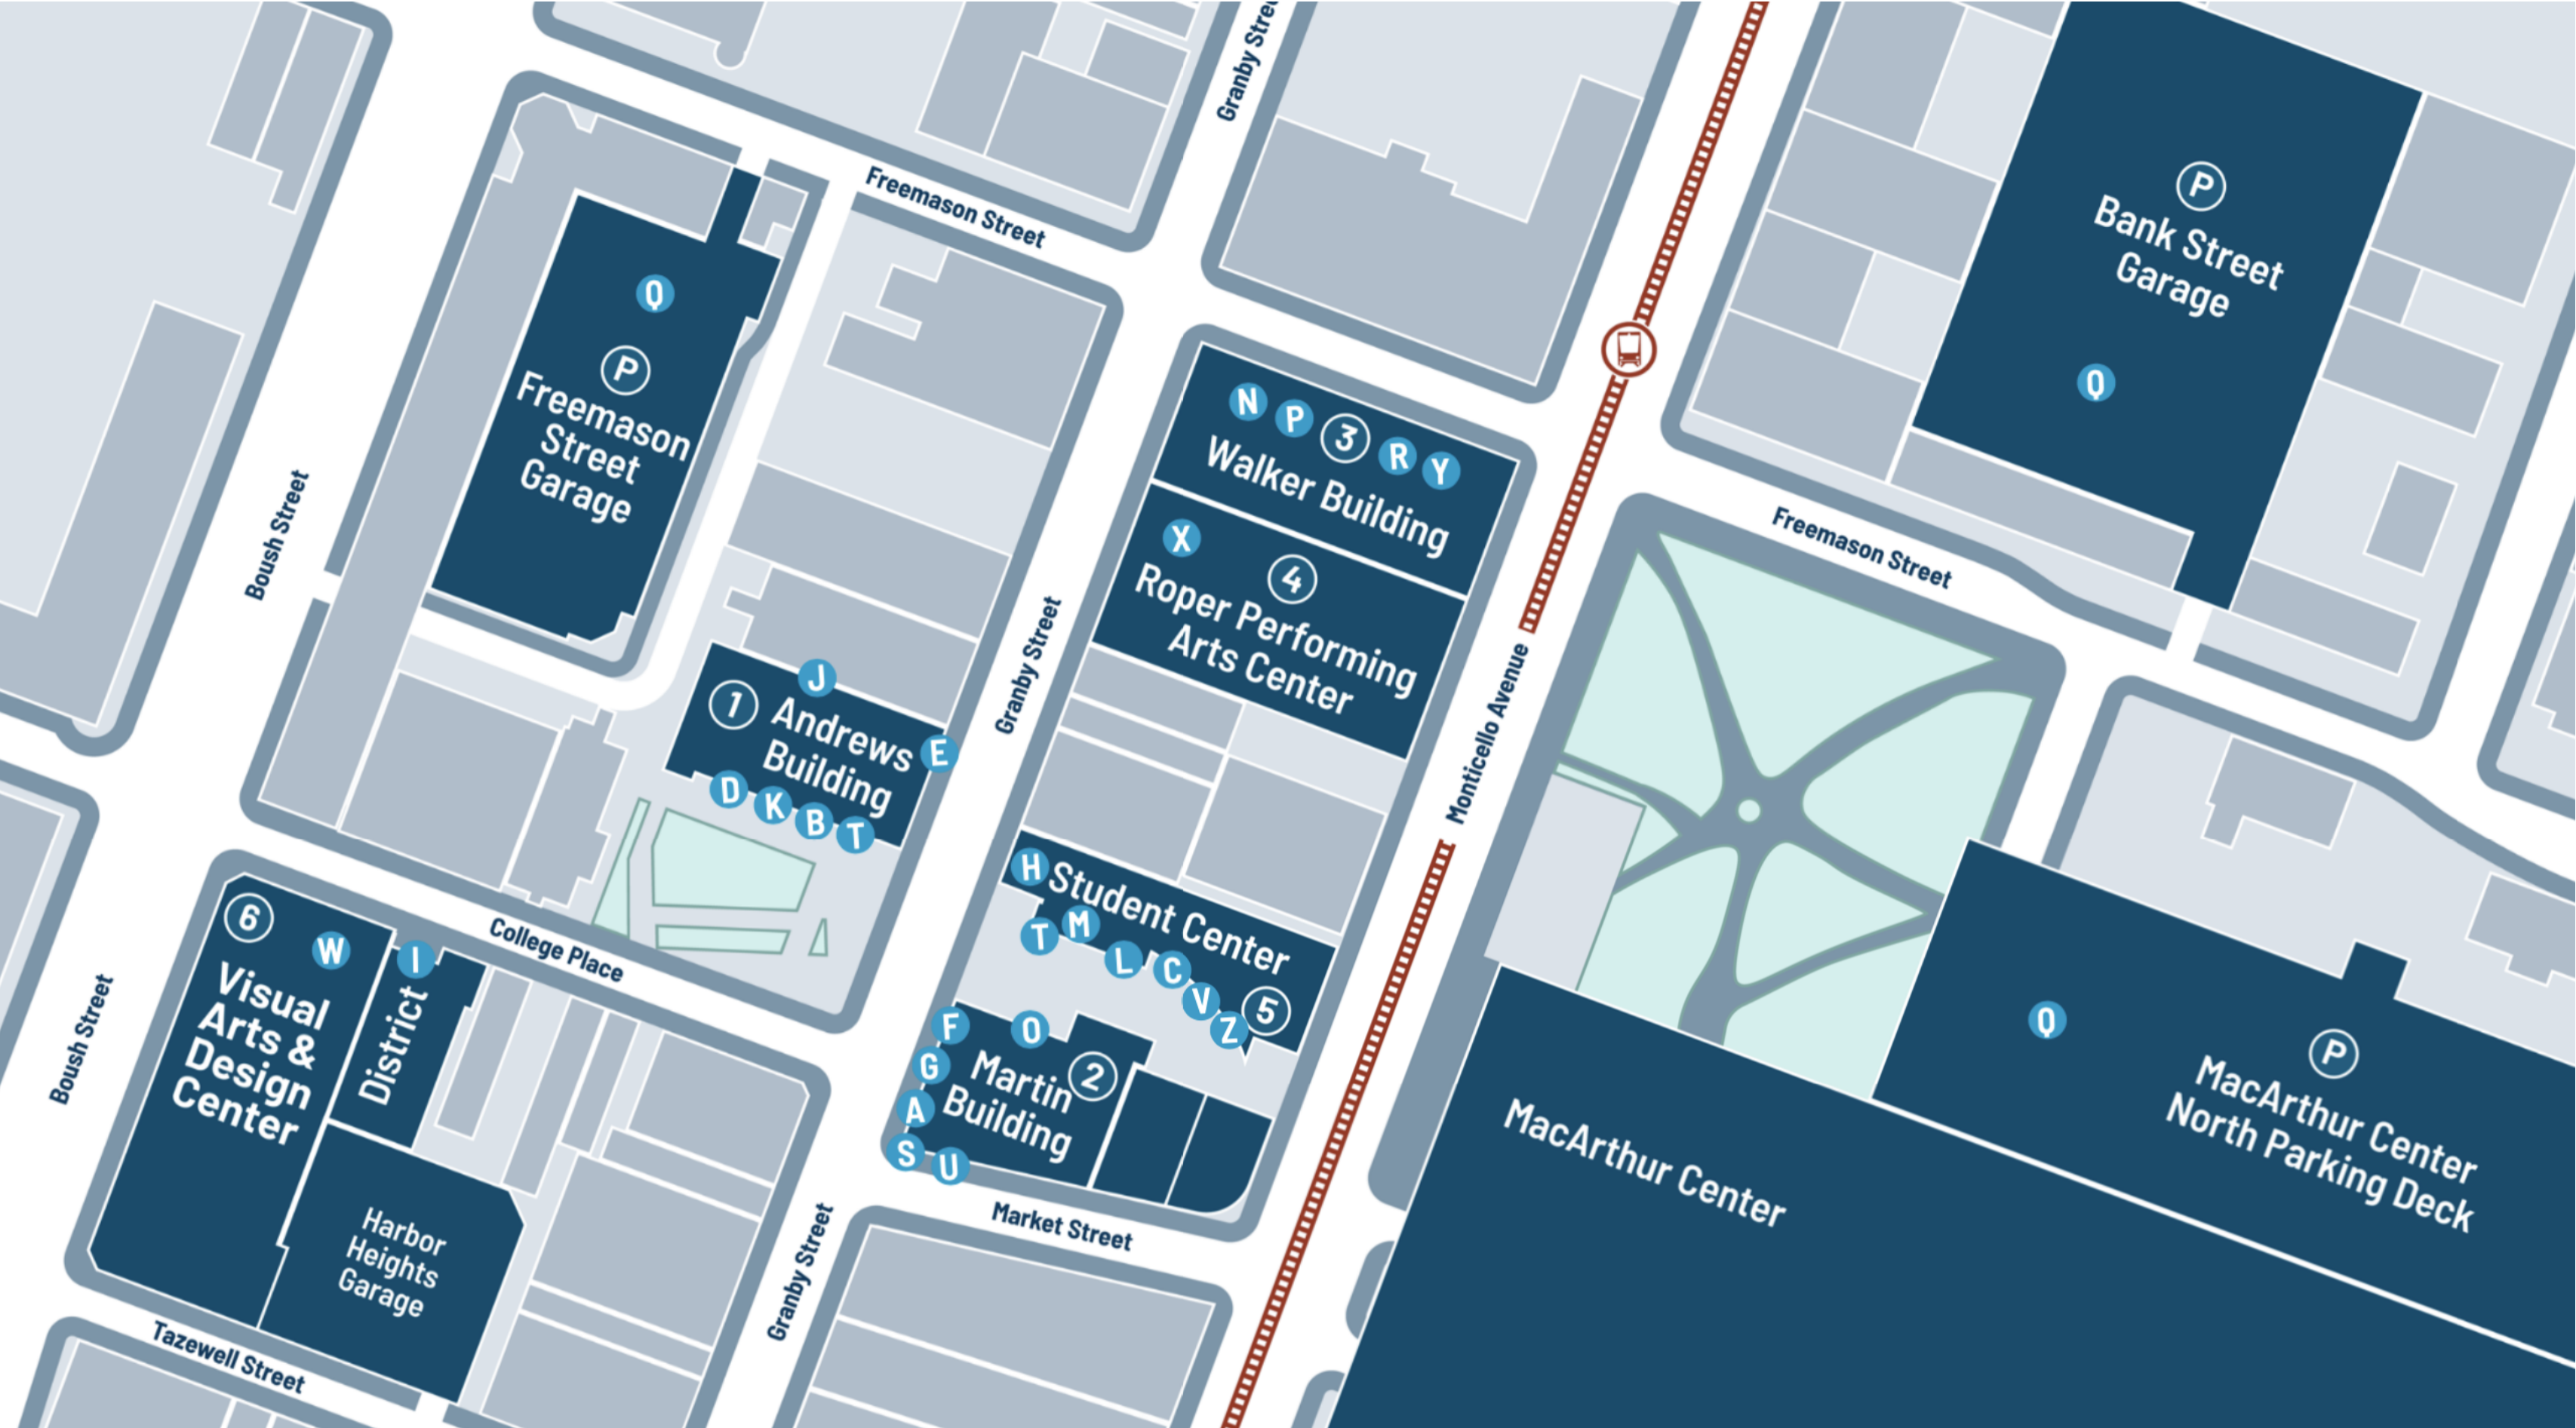 Granby Stree
Freemason Street
P
Bank Street
Garage
Q
Q
P
Freemason
Street
Garage
N P 3 R Y
Walker Building
X 4
Roper Performing
Arts Center
Freemason Street
Boush Street
Granby Street
Monticello Avenue
J
1 Andrews E
Building
D K B T
H Student Center
T M L C V Z 5
6 W I
Visual
Arts &
Design
Center
District
College Place
F O
G Martin 2
A Building
S U
Q
P
MacArthur Center
North Parking Deck
MacArthur Center
Boush Street
Harbor
Heights
Garage
Granby Street
Market Street
Tazewell Street